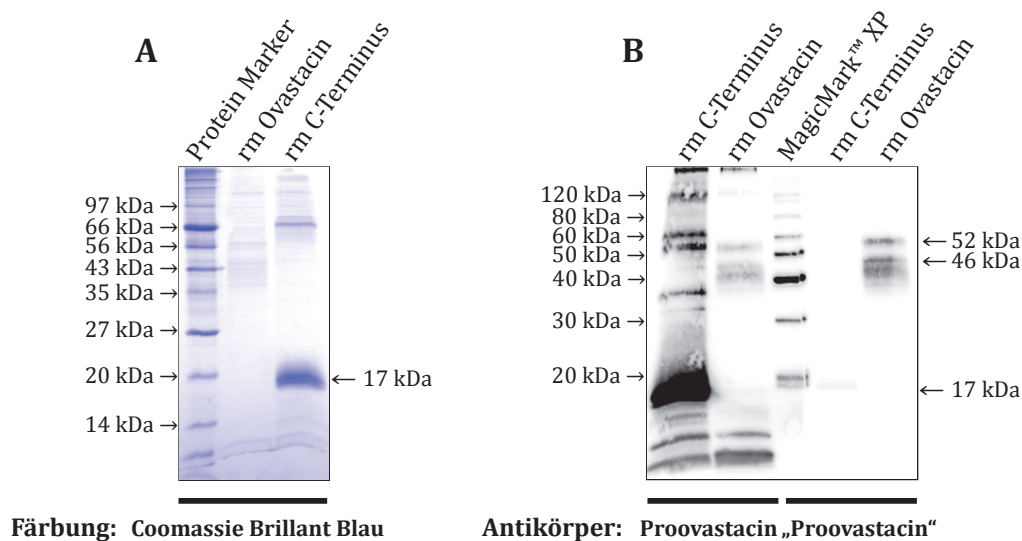 A
Protein Marker
rm Ovastacin
rm C-Terminus
97 kDa →
66 kDa →
56 kDa →
43 kDa →
35 kDa →
27 kDa →
20 kDa →
14 kDa →
← 17 kDa
Färbung: Coomassie Brillant Blau
B
rm C-Terminus
rm Ovastacin
MagicMark™ XP
rm C-Terminus
rm Ovastacin
120 kDa →
80 kDa →
60 kDa →
50 kDa →
40 kDa →
30 kDa →
20 kDa →
← 52 kDa
← 46 kDa
← 17 kDa
Antikörper: Proovastacin „Proovastacin“